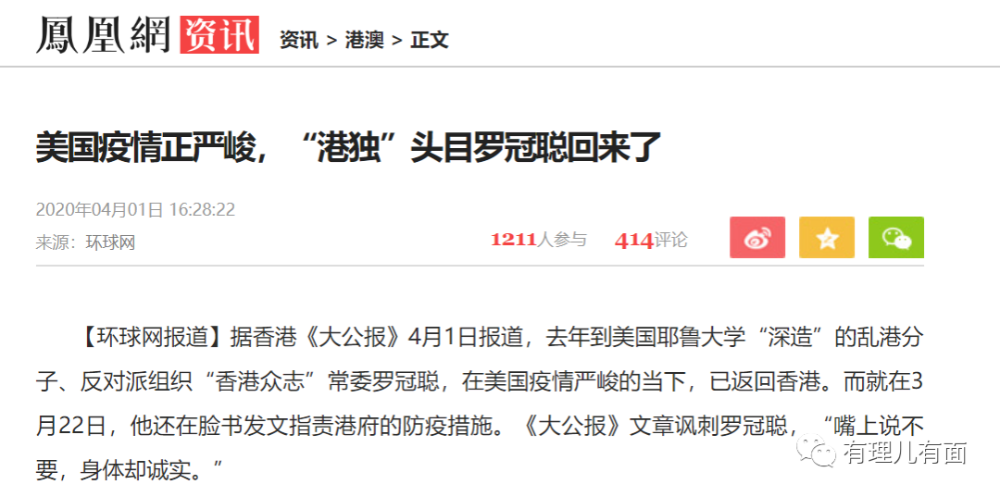 鳳凰網 资讯 资讯 > 港澳 > 正文
美国疫情正严峻，“港独”头目罗冠聪回来了
2020年04月01日 16:28:22
来源：环球网
1211人参与 414评论
【环球网报道】据香港《大公报》4月1日报道，去年到美国耶鲁大学“深造”的乱港分
子、反对派组织“香港众志”常委罗冠聪，在美国疫情严峻的当下，已返回香港。而就在3
月22日，他还在脸书发文指责港府的防疫措施。《大公报》文章讽刺罗冠聪，“嘴上说不
要，身体却诚实。”
有理儿有面